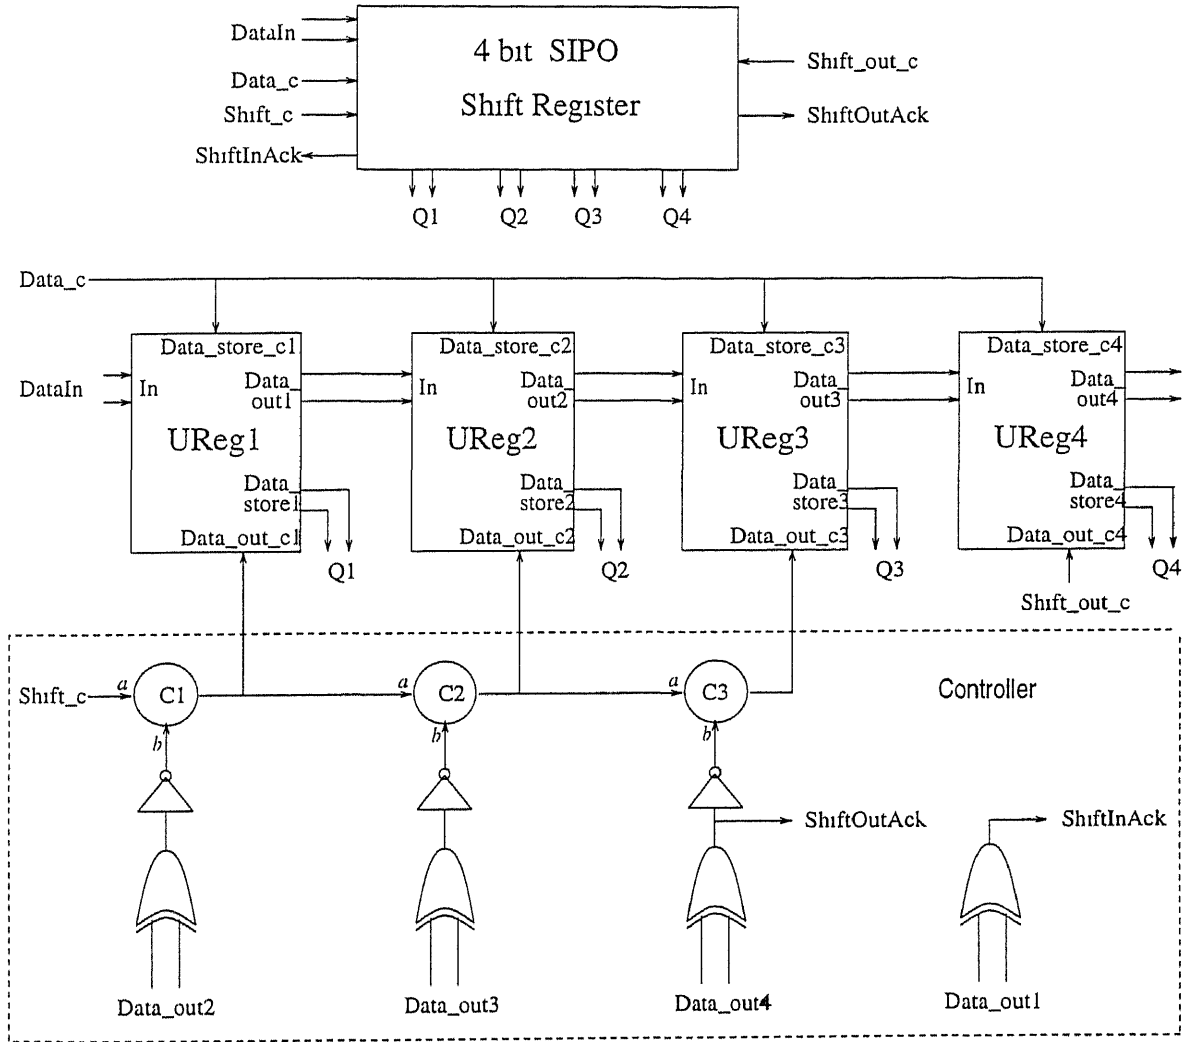 DataIn
Data_c
Shift_c
ShiftInAck
4 bit SIPO
Shift Register
Shift_out_c
ShiftOutAck
Q1 Q2 Q3 Q4
Data_c
DataIn
Data_store_c1
In
Data_
out1
UReg1
Data_
store1
Data_out_c1
Q1
Data_store_c2
In
Data_
out2
UReg2
Data_
store2
Data_out_c2
Q2
Data_store_c3
In
Data_
out3
UReg3
Data_
store3
Data_out_c3
Q3
Data_store_c4
In
Data_
out4
UReg4
Data_
store4
Data_out_c4
Q4
Shift_out_c
Shift_c
a
C1
b
a
C2
b
a
C3
b
Controller
ShiftOutAck
ShiftInAck
Data_out2
Data_out3
Data_out4
Data_out1